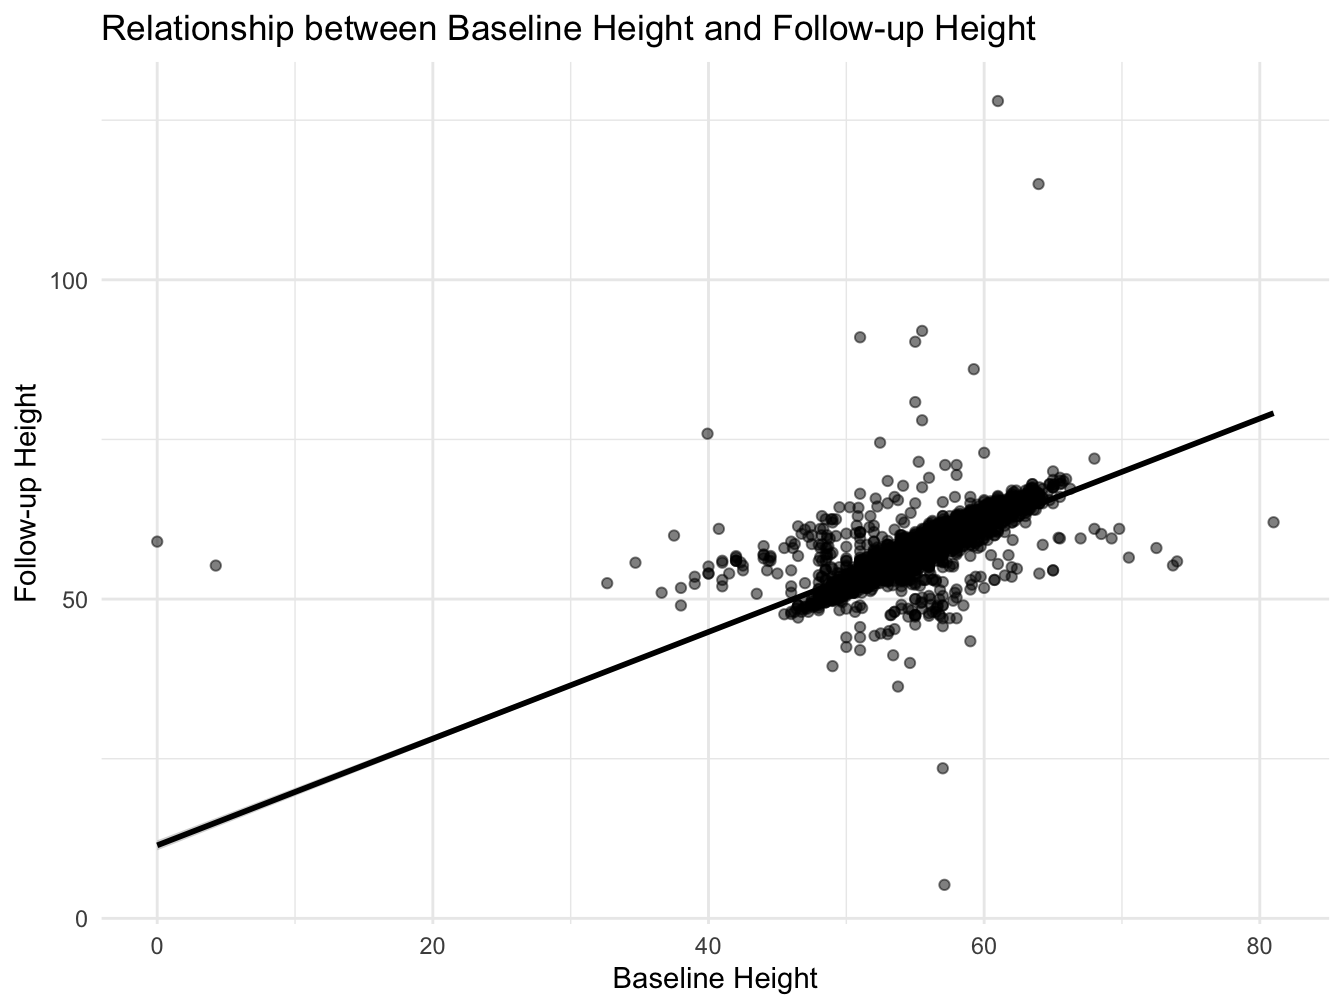 Relationship between Baseline Height and Follow-up Height
Follow-up Height
100
50
0
0 20 40 60 80
Baseline Height